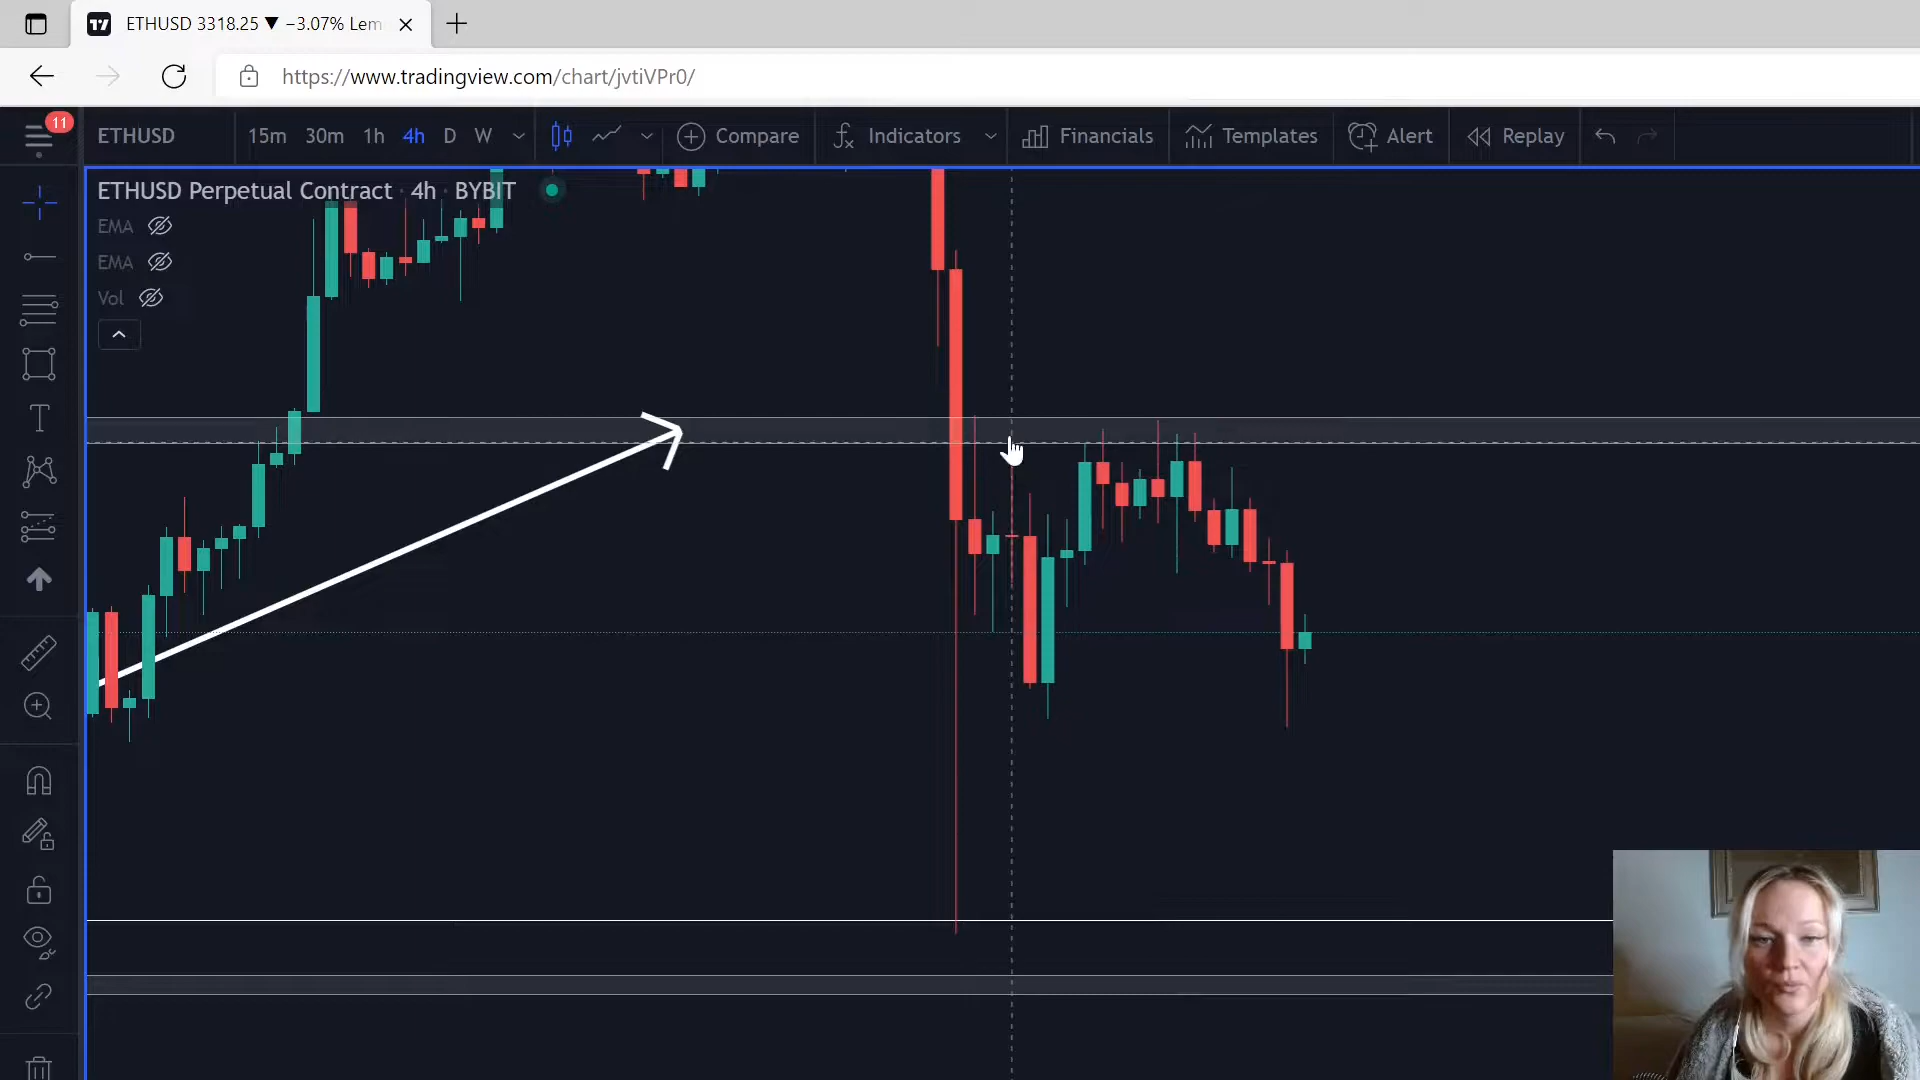 ETHUSD 3318.25 ▼ −3.07% Lem
https://www.tradingview.com/chart/jvtiVPr0/
11
ETHUSD 15m 30m 1h 4h D W Compare Indicators Financials Templates Alert Replay
ETHUSD Perpetual Contract · 4h · BYBIT
EMA
EMA
Vol